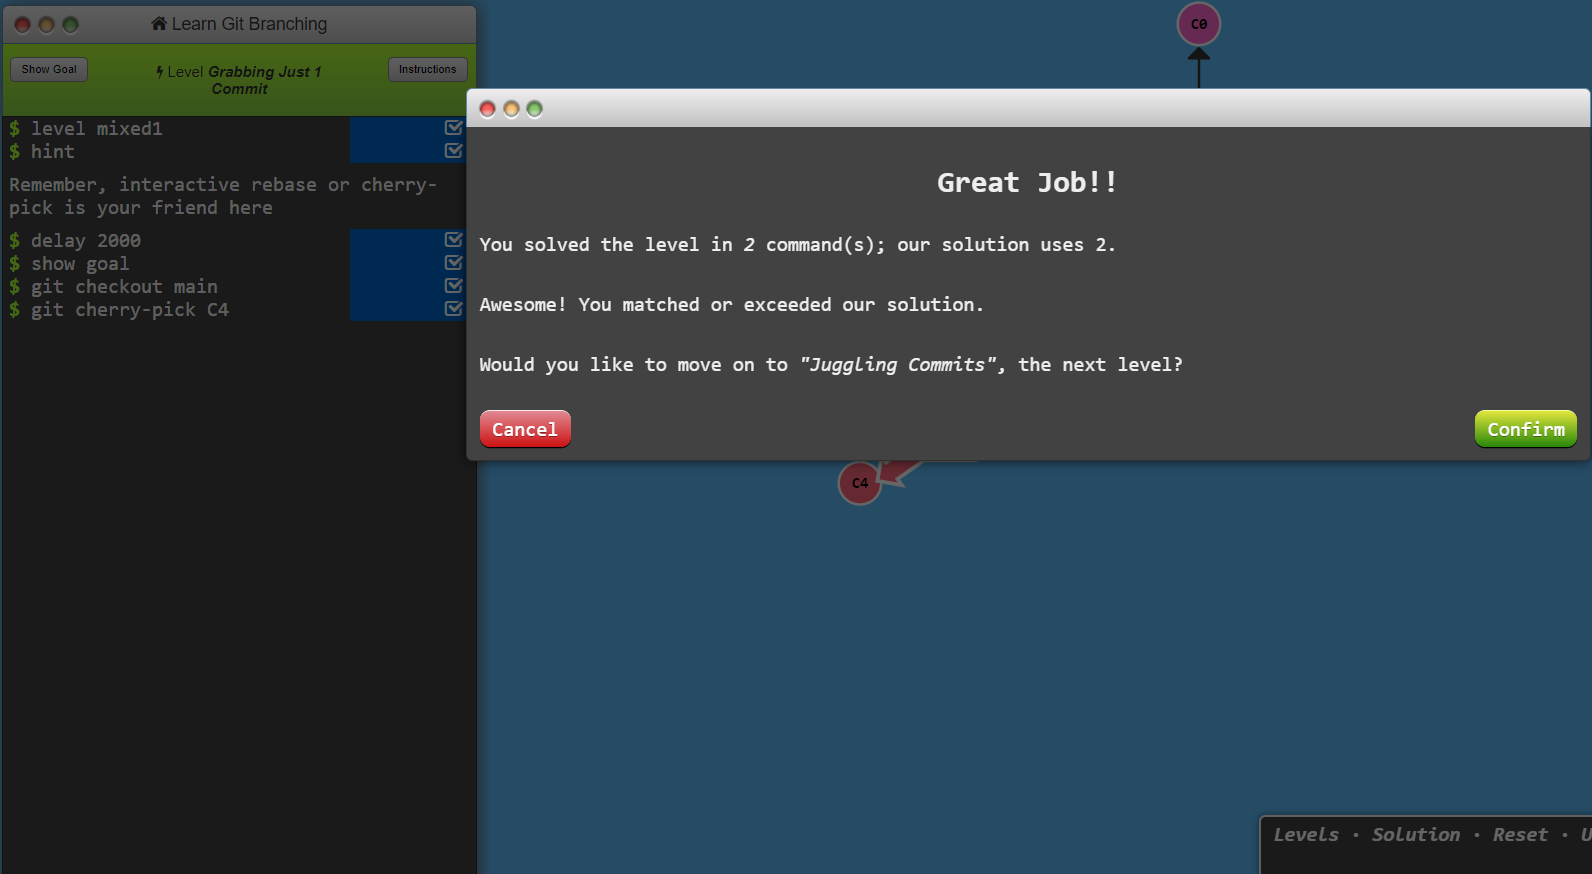 Learn Git Branching
Show Goal
Level Grabbing Just 1
Commit
Instructions
$ level mixed1
$ hint
Remember, interactive rebase or cherry-
pick is your friend here
$ delay 2000
$ show goal
$ git checkout main
$ git cherry-pick C4
C0
Great Job!!
You solved the level in 2 command(s); our solution uses 2.
Awesome! You matched or exceeded our solution.
Would you like to move on to "Juggling Commits", the next level?
Cancel
Confirm
C4
Levels · Solution · Reset · U